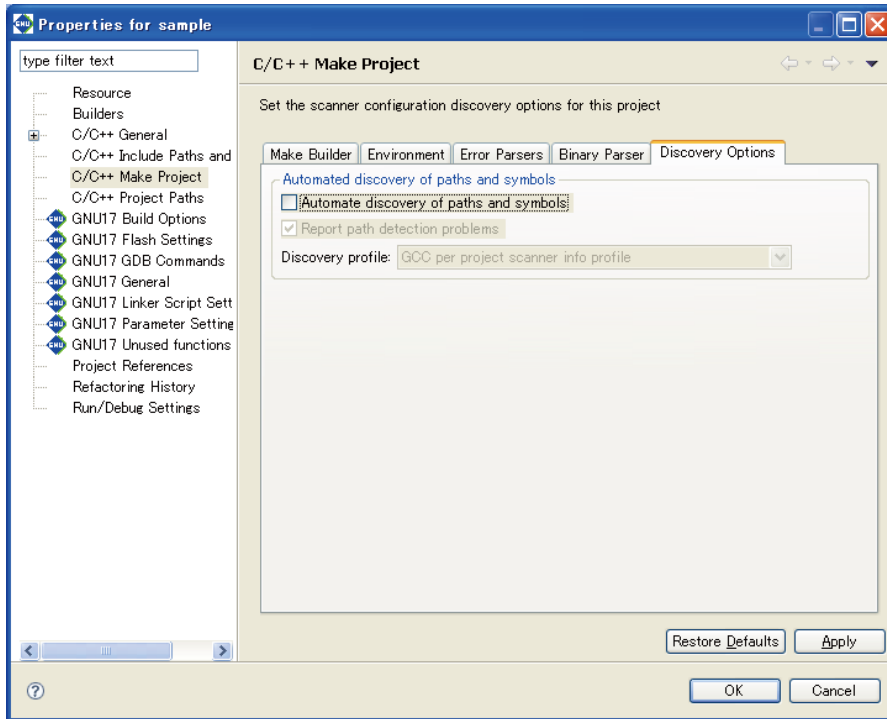 Properties for sample
type filter text
Resource
Builders
C/C++ General
C/C++ Include Paths and
C/C++ Make Project
C/C++ Project Paths
GNU17 Build Options
GNU17 Flash Settings
GNU17 GDB Commands
GNU17 General
GNU17 Linker Script Sett
GNU17 Parameter Setting
GNU17 Unused functions
Project References
Refactoring History
Run/Debug Settings
C/C++ Make Project
Set the scanner configuration discovery options for this project
Make Builder Environment Error Parsers Binary Parser Discovery Options
Automated discovery of paths and symbols
Automate discovery of paths and symbols
Report path detection problems
Discovery profile: GCC per project scanner info profile
Restore Defaults Apply
OK Cancel